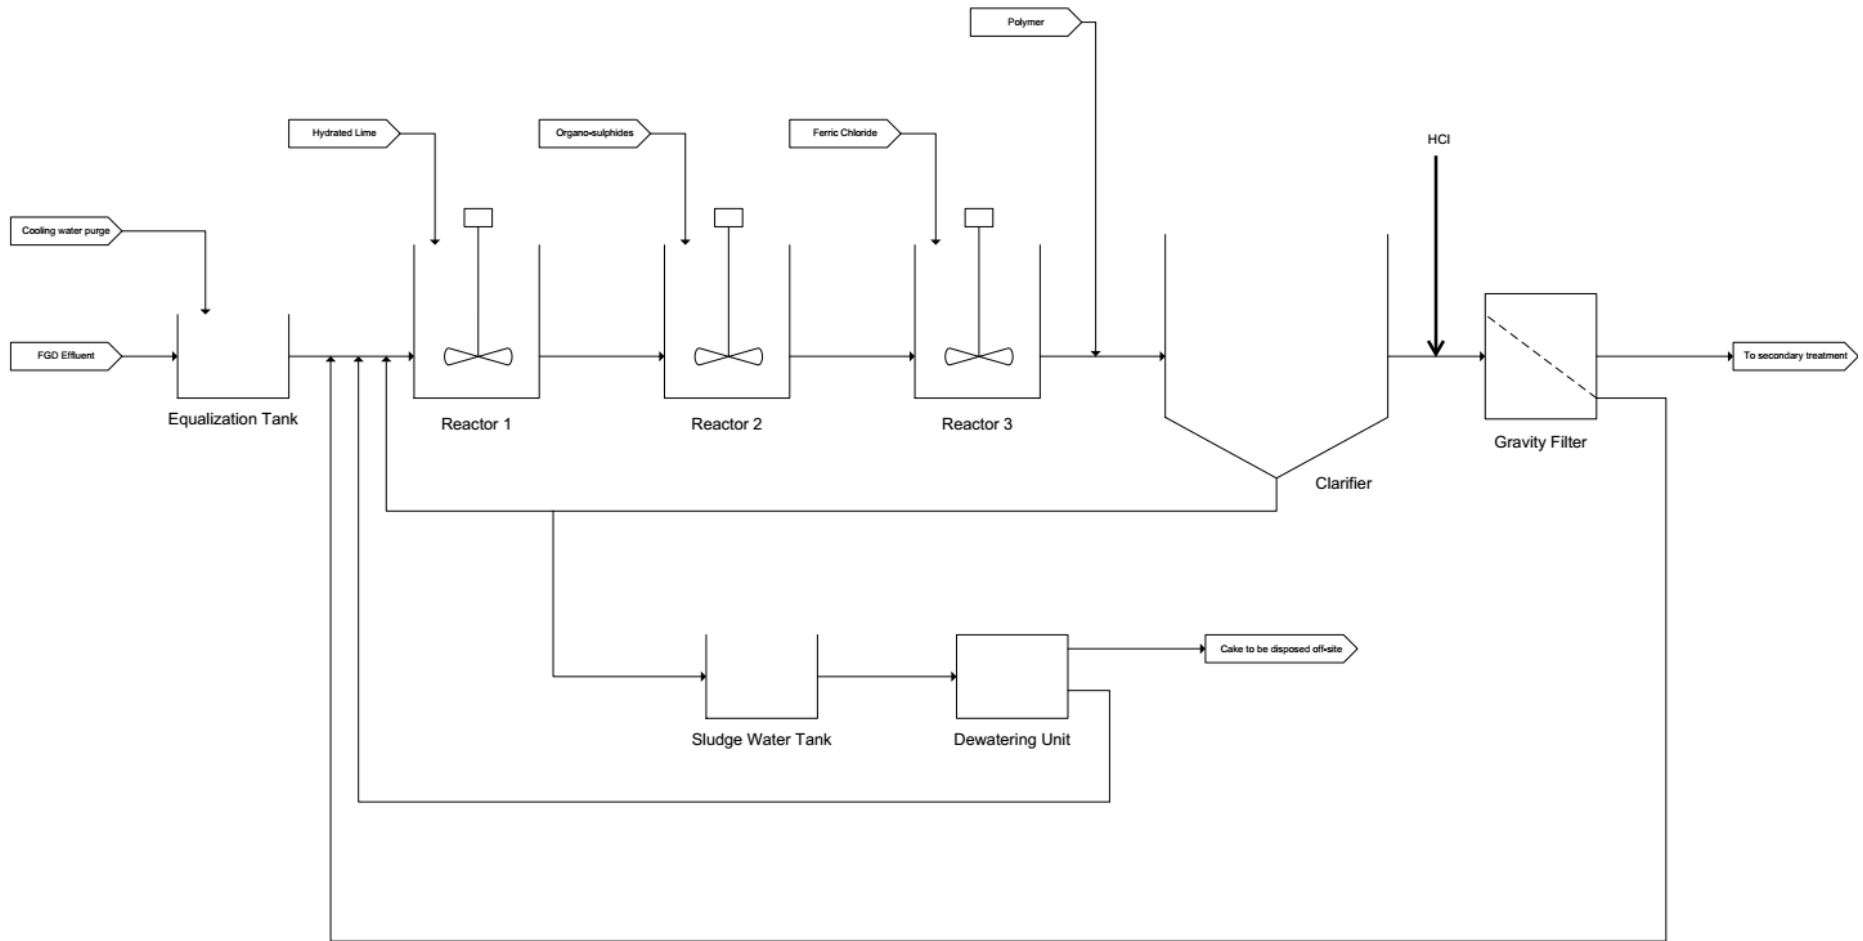 Polymer
Hydrated Lime
Organo-sulphides
Ferric Chloride
HCl
Cooling water purge
FGD Effluent
To secondary treatment
Equalization Tank
Reactor 1
Reactor 2
Reactor 3
Gravity Filter
Clarifier
Cake to be disposed off-site
Sludge Water Tank
Dewatering Unit